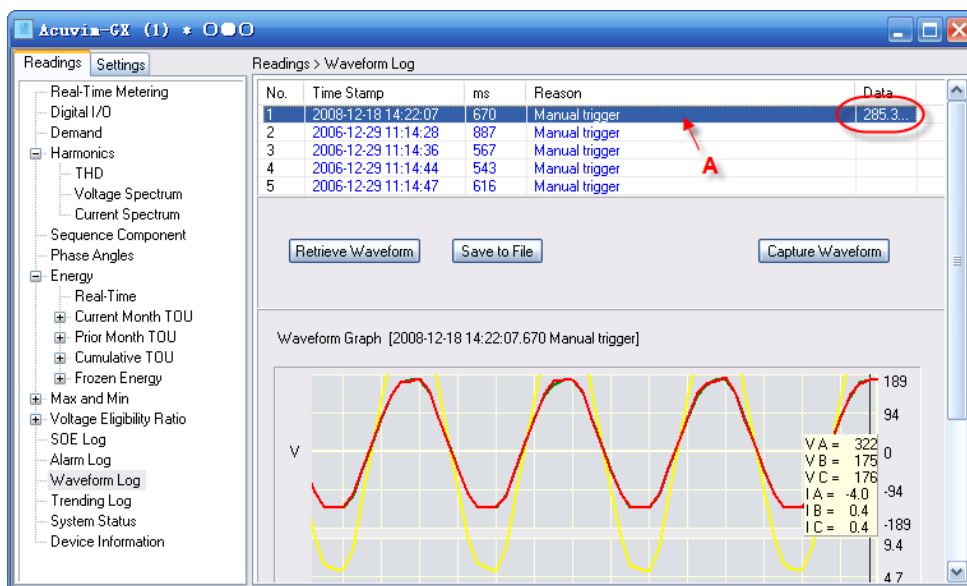 Acuvim-GX (1) *
Readings Settings
Readings > Waveform Log
Real-Time Metering
Digital I/O
Demand
Harmonics
THD
Voltage Spectrum
Current Spectrum
Sequence Component
Phase Angles
Energy
Real-Time
Current Month TOU
Prior Month TOU
Cumulative TOU
Frozen Energy
Max and Min
Voltage Eligibility Ratio
SOE Log
Alarm Log
Waveform Log
Trending Log
System Status
Device Information
No. Time Stamp ms Reason Data
1 2008-12-18 14:22:07 670 Manual trigger 285.3...
2 2006-12-29 11:14:28 887 Manual trigger
3 2006-12-29 11:14:36 567 Manual trigger
4 2006-12-29 11:14:44 543 Manual trigger
5 2006-12-29 11:14:47 616 Manual trigger
A
Retrieve Waveform Save to File Capture Waveform
Waveform Graph [2008-12-18 14:22:07.670 Manual trigger]
V
189
94
0
-94
-189
9.4
4.7
V A = 322
V B = 175
V C = 176
I A = -4.0
I B = 0.4
I C = 0.4